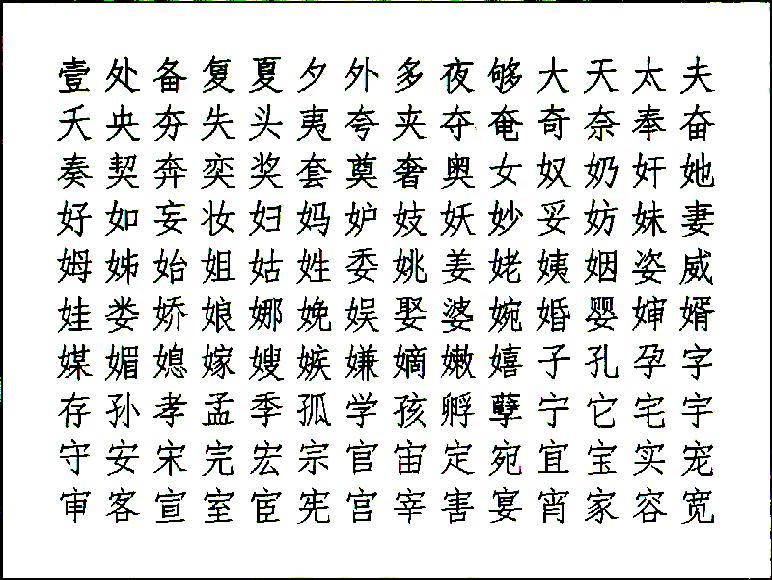 壹处备复夏夕外多夜够大天太夫
夭央夯失头夷夸夹夺奄奇奈奉奋
奏契奔奕奖套奠奢奥女奴奶奸她
好如妄妆妇妈妒妓妖妙妥妨妹妻
姆姊始姐姑姓委姚姜姥姨姻姿威
娃娄娇娘娜娩娱娶婆婉婚婴婶婿
媒媚媳嫁嫂嫉嫌嫡嫩嬉子孔孕字
存孙孝孟季孤学孩孵孽宁它宅宇
守安宋完宏宗官宙定宛宜宝实宠
审客宣室宦宪宫宰害宴宵家容宽